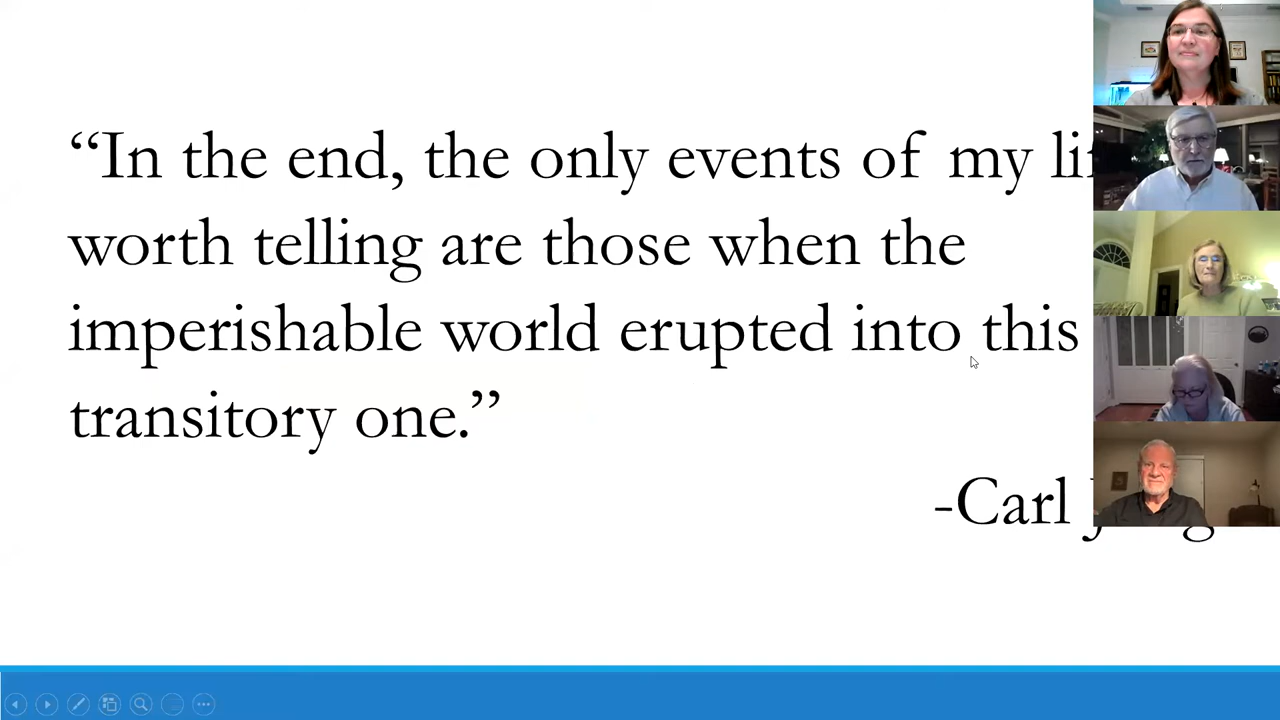 “In the end, the only events of my
worth telling are those when the
imperishable world erupted into this
transitory one.”
-Carl